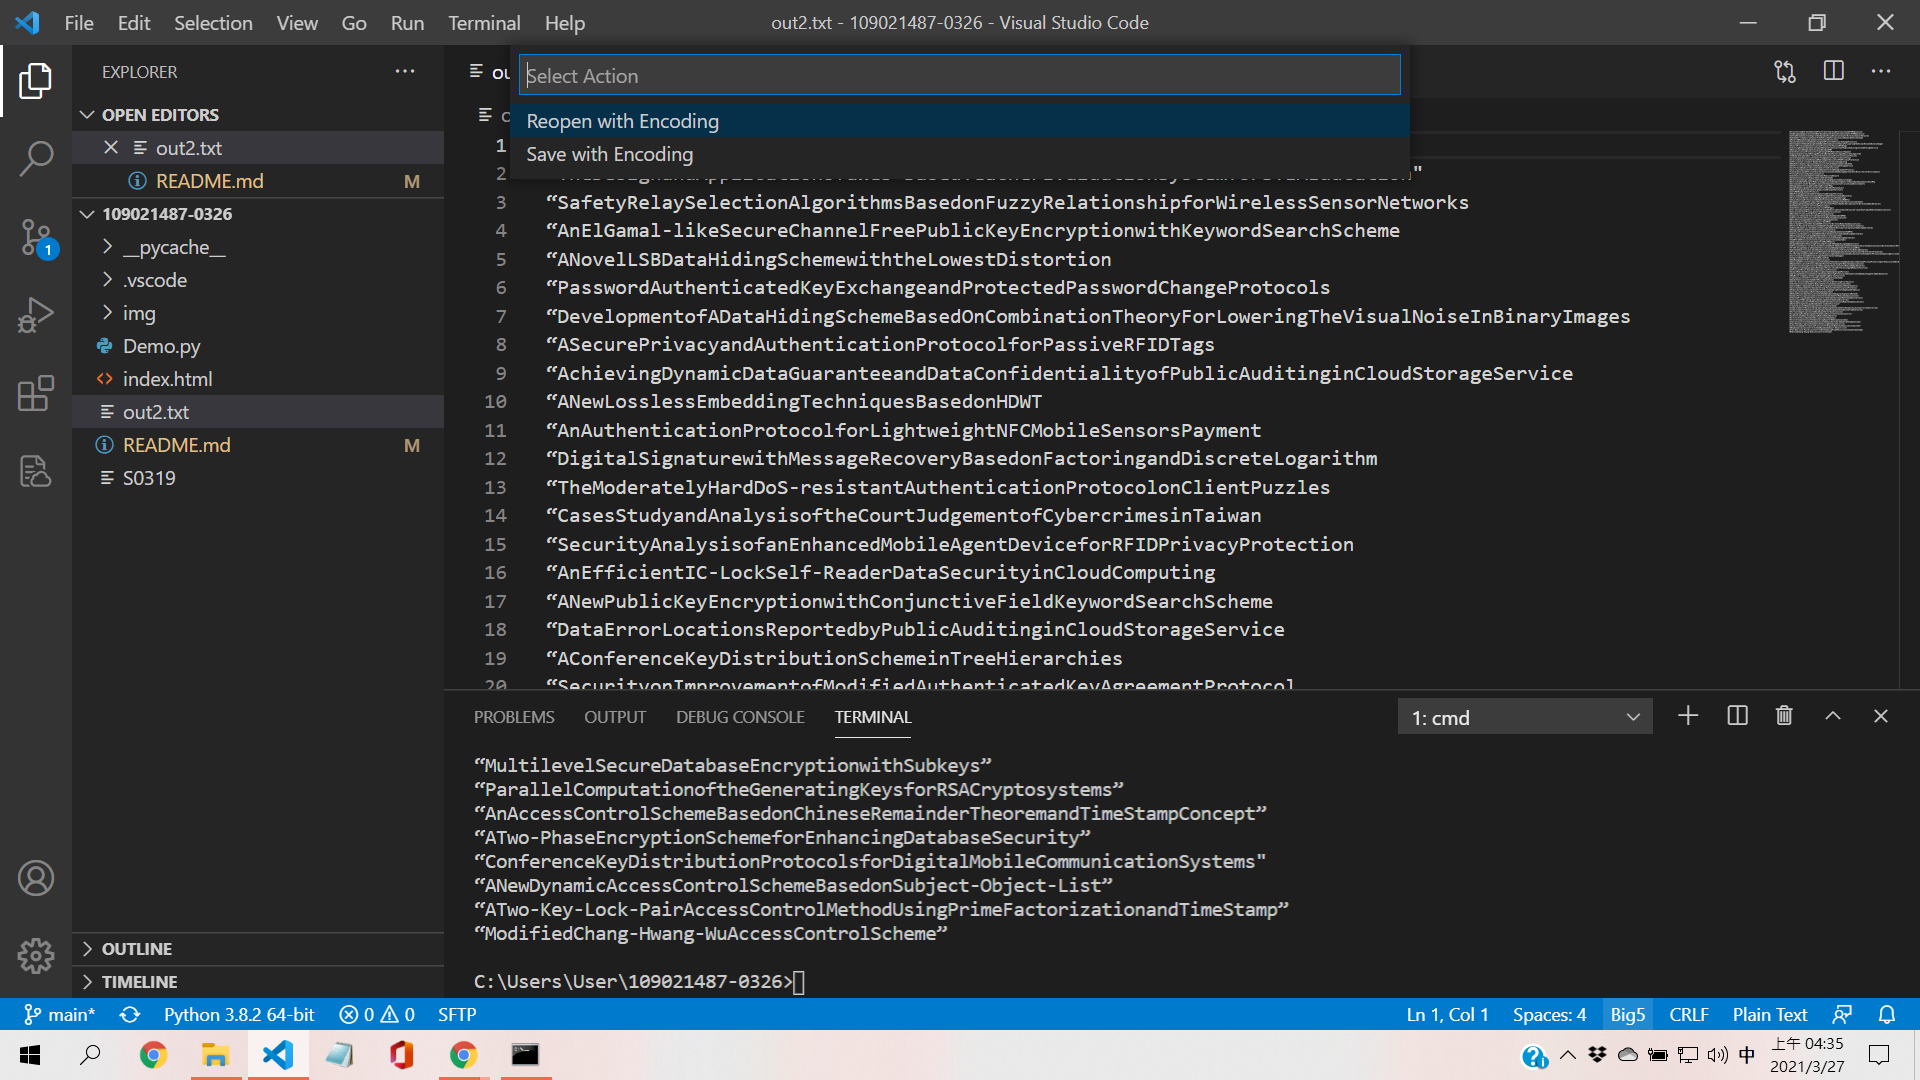 File Edit Selection View Go Run Terminal Help
out2.txt - 109021487-0326 - Visual Studio Code
EXPLORER
OPEN EDITORS
out2.txt
README.md M
109021487-0326
__pycache__
.vscode
img
Demo.py
index.html
out2.txt
README.md M
S0319
OUTLINE
TIMELINE
Select Action
Reopen with Encoding
Save with Encoding
1
2
3 “SafetyRelaySelectionAlgorithmsBasedonFuzzyRelationshipforWirelessSensorNetworks
4 “AnElGamal-likeSecureChannelFreePublicKeyEncryptionwithKeywordSearchScheme
5 “ANovelLSBDataHidingSchemewiththeLowestDistortion
6 “PasswordAuthenticatedKeyExchangeandProtectedPasswordChangeProtocols
7 “DevelopmentofADataHidingSchemeBasedOnCombinationTheoryForLoweringTheVisualNoiseInBinaryImages
8 “ASecurePrivacyandAuthenticationProtocolforPassiveRFIDTags
9 “AchievingDynamicDataGuaranteeandDataConfidentialityofPublicAuditinginCloudStorageService
10 “ANewLosslessEmbeddingTechniquesBasedonHDWT
11 “AnAuthenticationProtocolforLightweightNFCMobileSensorsPayment
12 “DigitalSignaturewithMessageRecoveryBasedonFactoringandDiscreteLogarithm
13 “TheModeratelyHardDoS-resistantAuthenticationProtocolonClientPuzzles
14 “CasesStudyandAnalysisoftheCourtJudgementofCybercrimesinTaiwan
15 “SecurityAnalysisofanEnhancedMobileAgentDeviceforRFIDPrivacyProtection
16 “AnEfficientIC-LockSelf-ReaderDataSecurityinCloudComputing
17 “ANewPublicKeyEncryptionwithConjunctiveFieldKeywordSearchScheme
18 “DataErrorLocationsReportedbyPublicAuditinginCloudStorageService
19 “AConferenceKeyDistributionSchemeinTreeHierarchies
20 “SecurityonImprovementofModifiedAuthenticatedKeyAgreementProtocol
PROBLEMS OUTPUT DEBUG CONSOLE TERMINAL
1: cmd
“MultilevelSecureDatabaseEncryptionwithSubkeys”
“ParallelComputationoftheGeneratingKeysforRSACryptosystems”
“AnAccessControlSchemeBasedonChineseRemainderTheoremandTimeStampConcept”
“ATwo-PhaseEncryptionSchemeforEnhancingDatabaseSecurity”
“ConferenceKeyDistributionProtocolsforDigitalMobileCommunicationSystems"
“ANewDynamicAccessControlSchemeBasedonSubject-Object-List”
“ATwo-Key-Lock-PairAccessControlMethodUsingPrimeFactorizationandTimeStamp”
“ModifiedChang-Hwang-WuAccessControlScheme”
C:\Users\User\109021487-0326>
main* Python 3.8.2 64-bit 0 0 SFTP
Ln 1, Col 1 Spaces: 4 Big5 CRLF Plain Text
中
上午 04:35
2021/3/27